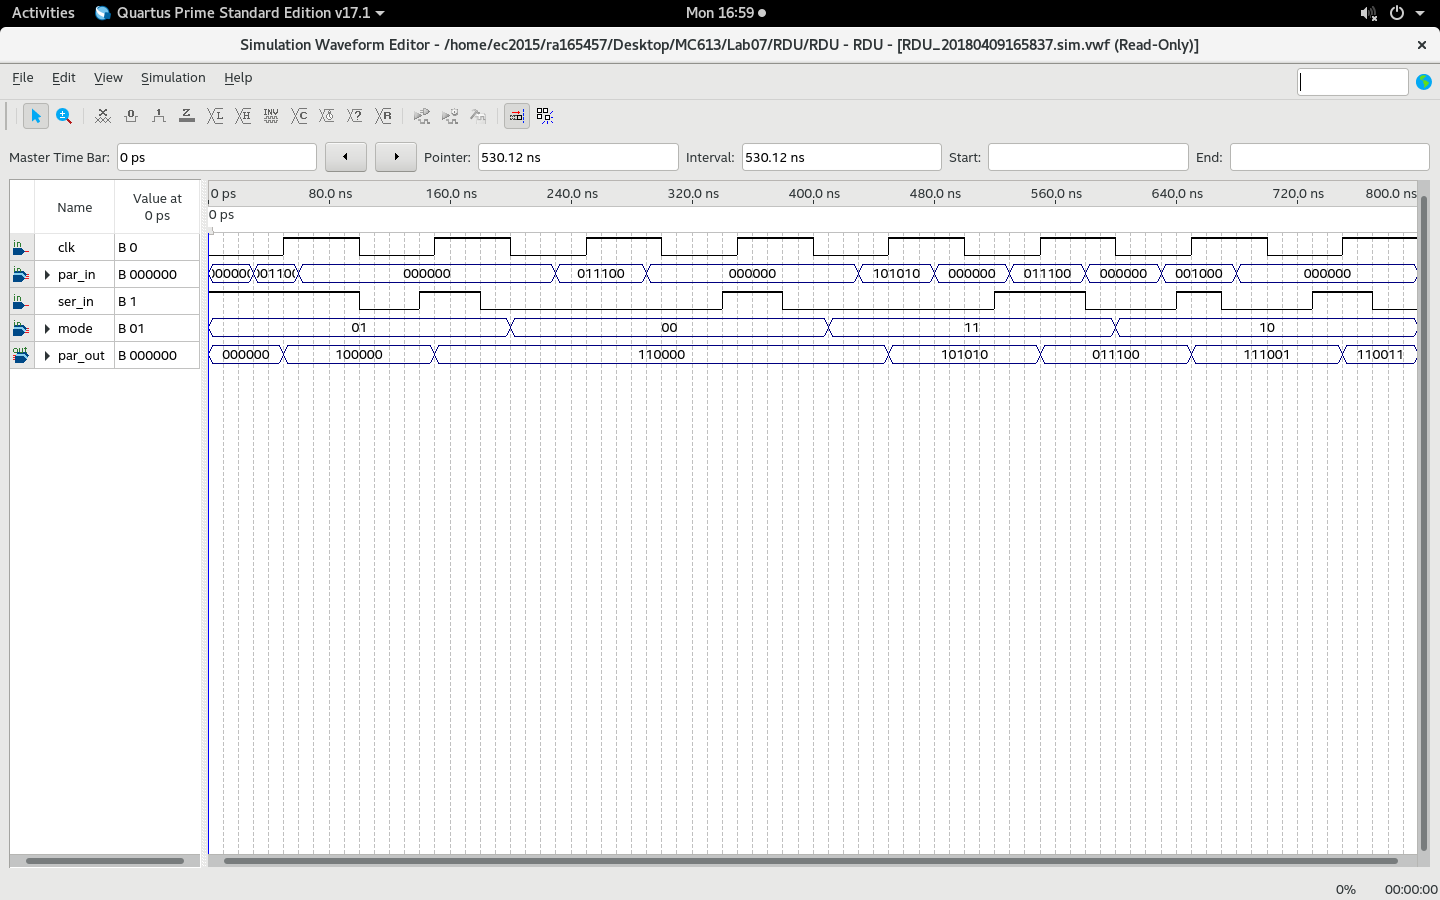 Activities Quartus Prime Standard Edition v17.1 Mon 16:59
Simulation Waveform Editor - /home/ec2015/ra165457/Desktop/MC613/Lab07/RDU/RDU - RDU - [RDU_20180409165837.sim.vwf (Read-Only)]
File Edit View Simulation Help
Master Time Bar: 0 ps Pointer: 530.12 ns Interval: 530.12 ns Start: End:
Name Value at 0 ps
0 ps 80.0 ns 160.0 ns 240.0 ns 320.0 ns 400.0 ns 480.0 ns 560.0 ns 640.0 ns 720.0 ns 800.0 ns
0 ps
clk B 0
par_in B 000000 000000 011100 000000 101010 000000 011100 000000 001000 000000
ser_in B 1
mode B 01 01 00 11 10
par_out B 000000 000000 100000 110000 101010 011100 111001 110011
0% 00:00:00